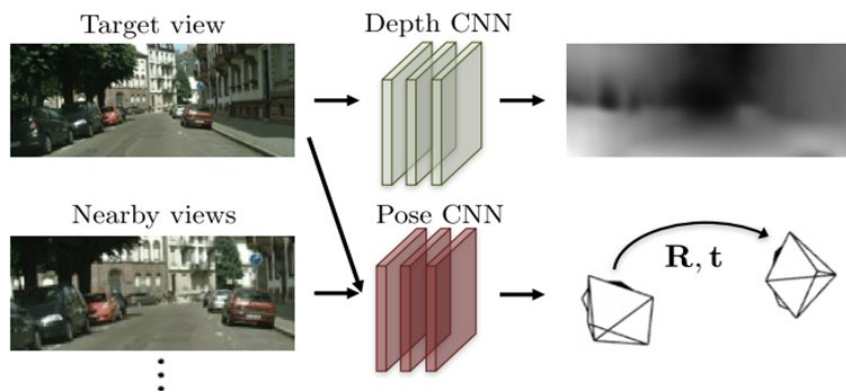 Target view
Depth CNN
Nearby views
Pose CNN
R, t